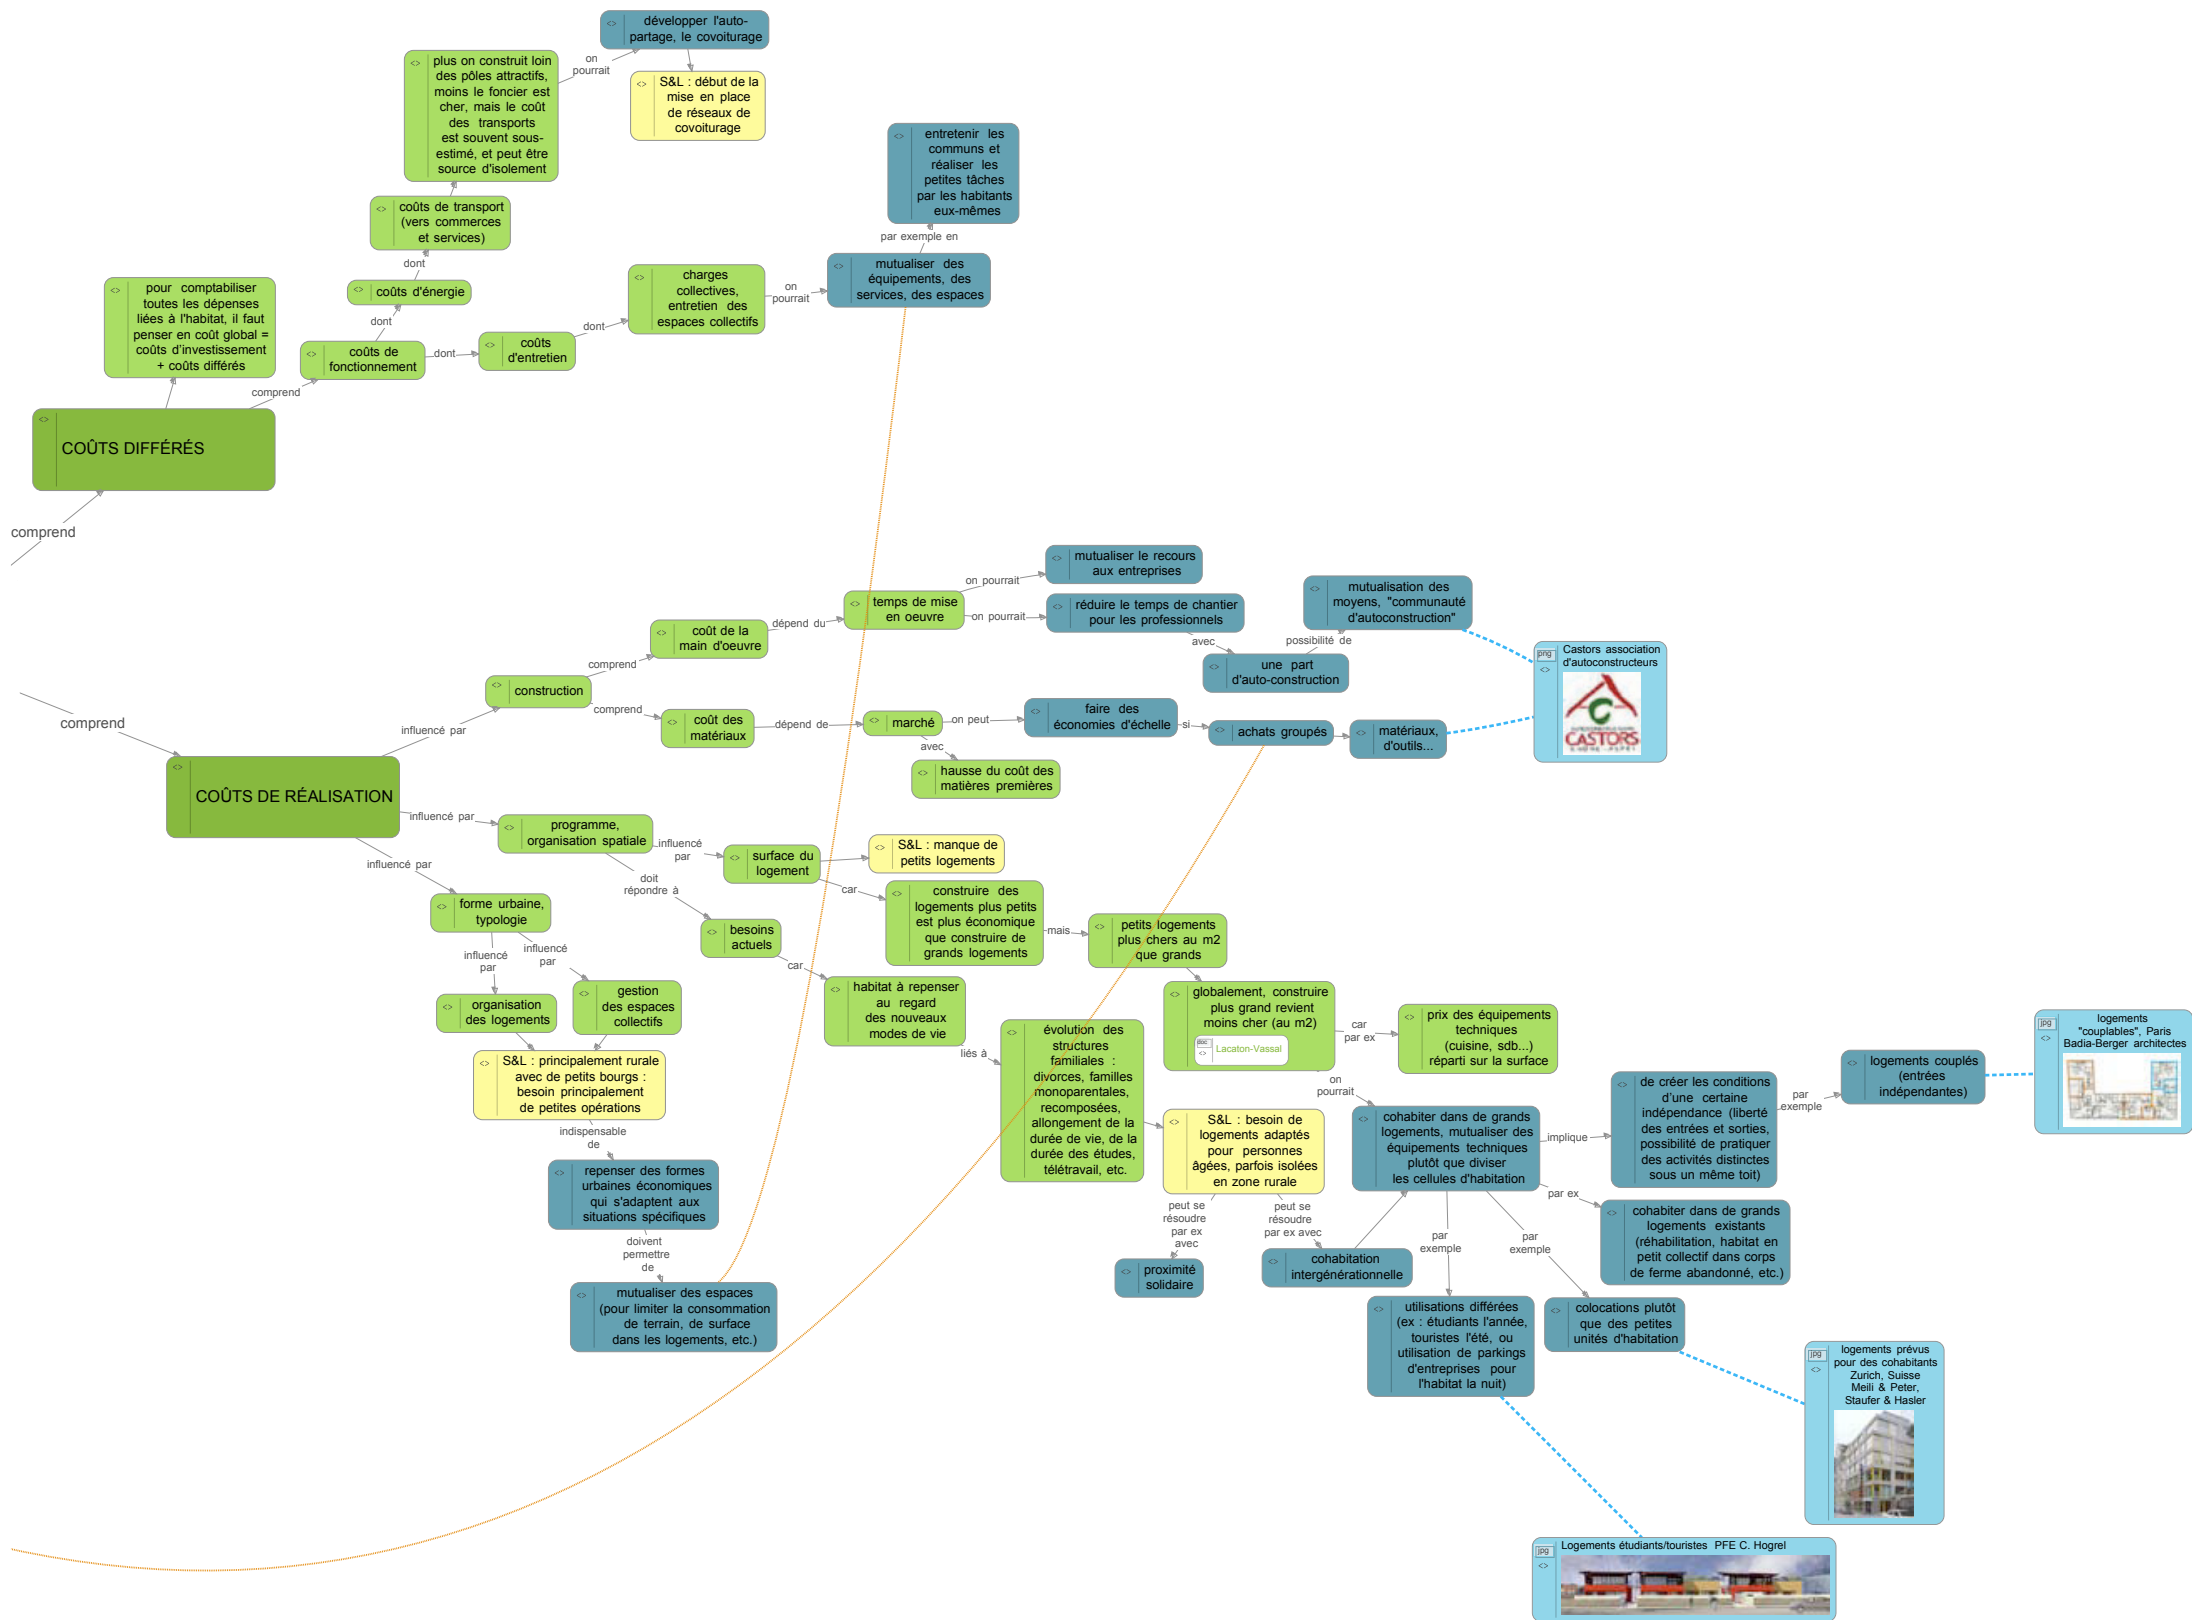 développer l'auto-
partage, le covoiturage
on
pourrait
plus on construit loin
des pôles attractifs,
moins le foncier est
cher, mais le coût
des transports
est souvent sous-
estimé, et peut être
source d'isolement
S&L : début de la
mise en place
de réseaux de
covoiturage
entretenir les
communs et
réaliser les
petites tâches
par les habitants
eux-mêmes
par exemple en
coûts de transport
(vers commerces
et services)
dont
coûts d'énergie
dont
charges
collectives,
entretien des
espaces collectifs
on
pourrait
mutualiser des
équipements, des
services, des espaces
pour comptabiliser
toutes les dépenses
liées à l'habitat, il faut
penser en coût global =
coûts d'investissement
+ coûts différés
coûts de
fonctionnement
dont
coûts
d'entretien
dont
comprend
COÛTS DIFFÉRÉS
comprend
mutualiser le recours
aux entreprises
on pourrait
temps de mise
en oeuvre
on pourrait
réduire le temps de chantier
pour les professionnels
mutualisation des
moyens, "communauté
d'autoconstruction"
coût de la
main d'oeuvre
dépend du
avec
possibilité de
une part
d'auto-construction
png
Castors association
d'autoconstructeurs
CASTORS
comprend
construction
comprend
coût des
matériaux
dépend de
marché
on peut
faire des
économies d'échelle
si
achats groupés
matériaux,
d'outils...
avec
hausse du coût des
matières premières
comprend
influencé par
COÛTS DE RÉALISATION
influencé par
programme,
organisation spatiale
influencé
par
surface du
logement
S&L : manque de
petits logements
influencé par
doit
répondre à
car
construire des
logements plus petits
est plus économique
que construire de
grands logements
mais
petits logements
plus chers au m2
que grands
forme urbaine,
typologie
besoins
actuels
influencé
par
influencé
par
car
organisation
des logements
gestion
des espaces
collectifs
habitat à repenser
au regard
des nouveaux
modes de vie
liés à
globalement, construire
plus grand revient
moins cher (au m2)
doc
Lacaton-Vassal
car
par ex
prix des équipements
techniques
(cuisine, sdb...)
réparti sur la surface
jpg
logements
"couplables", Paris
Badia-Berger architectes
évolution des
structures
familiales :
divorces, familles
monoparentales,
recomposées,
allongement de la
durée de vie, de la
durée des études,
télétravail, etc.
S&L : principalement rurale
avec de petits bourgs :
besoin principalement
de petites opérations
indispensable
de
on
pourrait
logements couplés
(entrées
indépendantes)
par
exemple
de créer les conditions
d'une certaine
indépendance (liberté
des entrées et sorties,
possibilité de pratiquer
des activités distinctes
sous un même toit)
implique
cohabiter dans de grands
logements, mutualiser des
équipements techniques
plutôt que diviser
les cellules d'habitation
S&L : besoin de
logements adaptés
pour personnes
âgées, parfois isolées
en zone rurale
repenser des formes
urbaines économiques
qui s'adaptent aux
situations spécifiques
peut se
résoudre
par ex
avec
peut se
résoudre
par ex avec
par ex
cohabiter dans de grands
logements existants
(réhabilitation, habitat en
petit collectif dans corps
de ferme abandonné, etc.)
doivent
permettre
de
par
exemple
par
exemple
proximité
solidaire
cohabitation
intergénérationnelle
mutualiser des espaces
(pour limiter la consommation
de terrain, de surface
dans les logements, etc.)
utilisations différées
(ex : étudiants l'année,
touristes l'été, ou
utilisation de parkings
d'entreprises pour
l'habitat la nuit)
colocations plutôt
que des petites
unités d'habitation
jpg
logements prévus
pour des cohabitants
Zurich, Suisse
Meili & Peter,
Staufer & Hasler
jpg
Logements étudiants/touristes PFE C. Hogrel